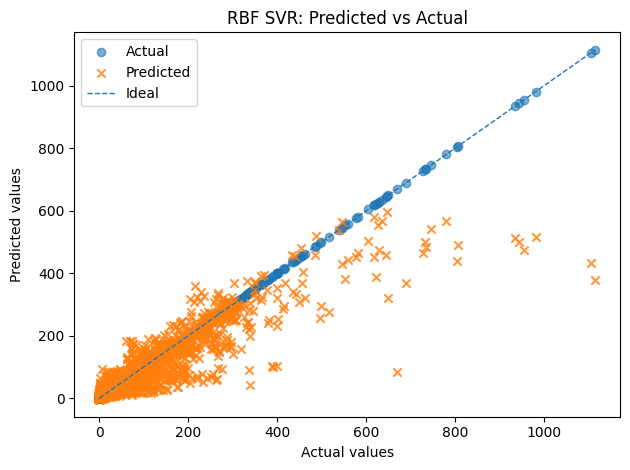 RBF SVR: Predicted vs Actual
Actual
Predicted
Ideal
Predicted values
1000
800
600
400
200
0
0 200 400 600 800 1000
Actual values